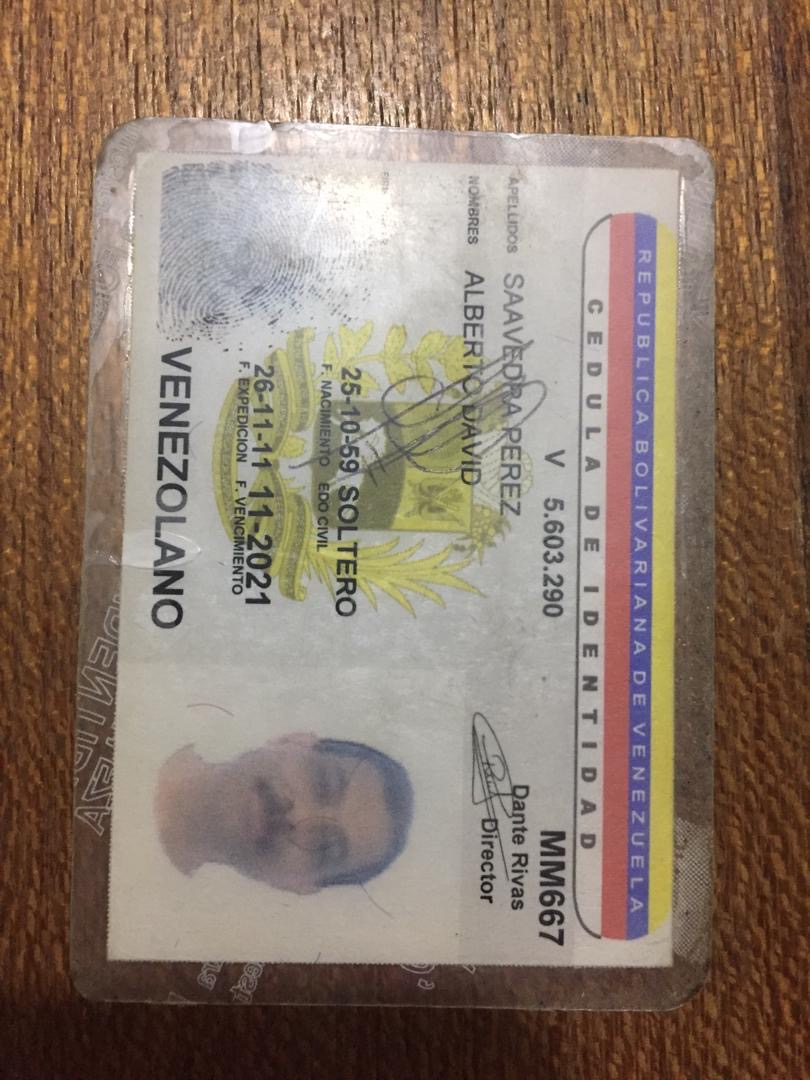 REPUBLICA BOLIVARIANA DE VENEZUELA
CEDULA DE IDENTIDAD
V 5.603.290
MM667
APELLIDOS SAAVEDRA PEREZ
Dante Rivas
Director
NOMBRES ALBERTO DAVID
25-10-59 SOLTERO
F. NACIMIENTO EDO CIVIL
26-11-11 11-2021
F. EXPEDICION F. VENCIMIENTO
VENEZOLANO